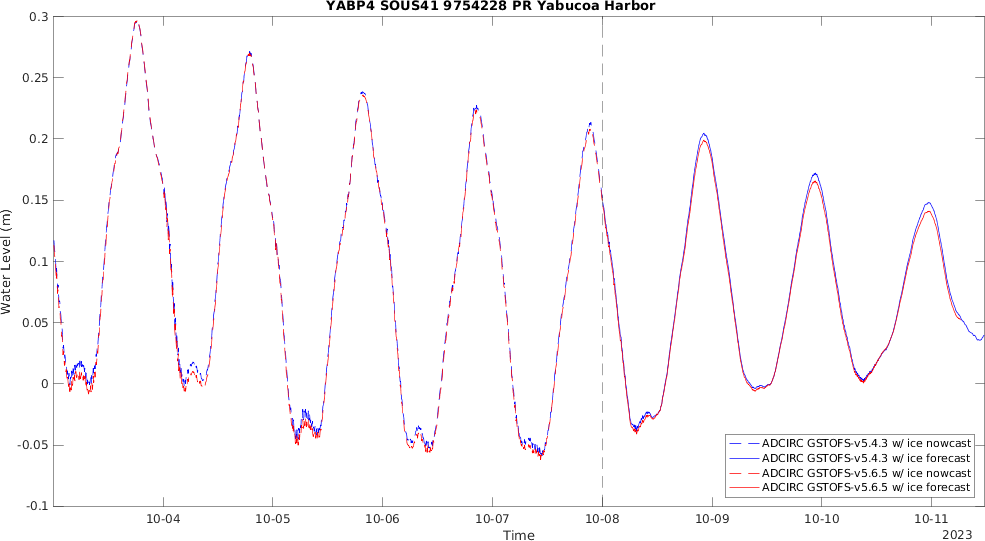 YABP4 SOUS41 9754228 PR Yabucoa Harbor
0.3
0.25
0.2
0.15
0.1
0.05
0
-0.05
-0.1
Water Level (m)
10-04 10-05 10-06 10-07 10-08 10-09 10-10 10-11
Time
2023
ADCIRC GSTOFS-v5.4.3 w/ ice nowcast
ADCIRC GSTOFS-v5.4.3 w/ ice forecast
ADCIRC GSTOFS-v5.6.5 w/ ice nowcast
ADCIRC GSTOFS-v5.6.5 w/ ice forecast